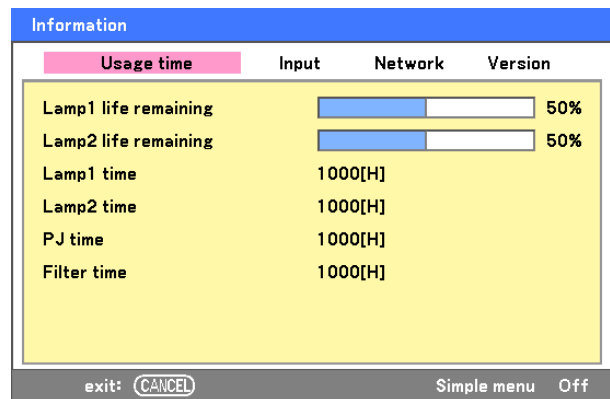 Information
Usage time Input Network Version
Lamp1 life remaining 50%
Lamp2 life remaining 50%
Lamp1 time 1000[H]
Lamp2 time 1000[H]
PJ time 1000[H]
Filter time 1000[H]
exit: CANCEL Simple menu Off